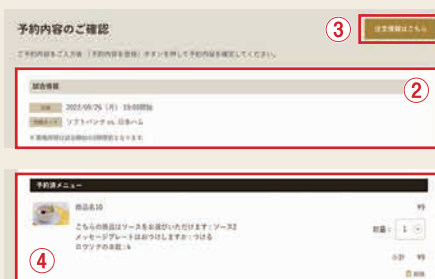 予約内容のご確認
③
注文情報はこちら
ご予約内容をご入力後 「予約内容を登録」ボタンを押して予約内容を確定してください。
試合情報
②
日時 2022/09/26 (月) 18:00開始
対戦カード ソフトバンク vs. 日本ハム
予約済メニュー
商品名10
¥0
こちらの商品はソースをお選びいただけます：ソース2
メッセージプレートはおつけしますか：つける
ロウソクの本数：4
数量： 1
小計 ¥0
削除
④